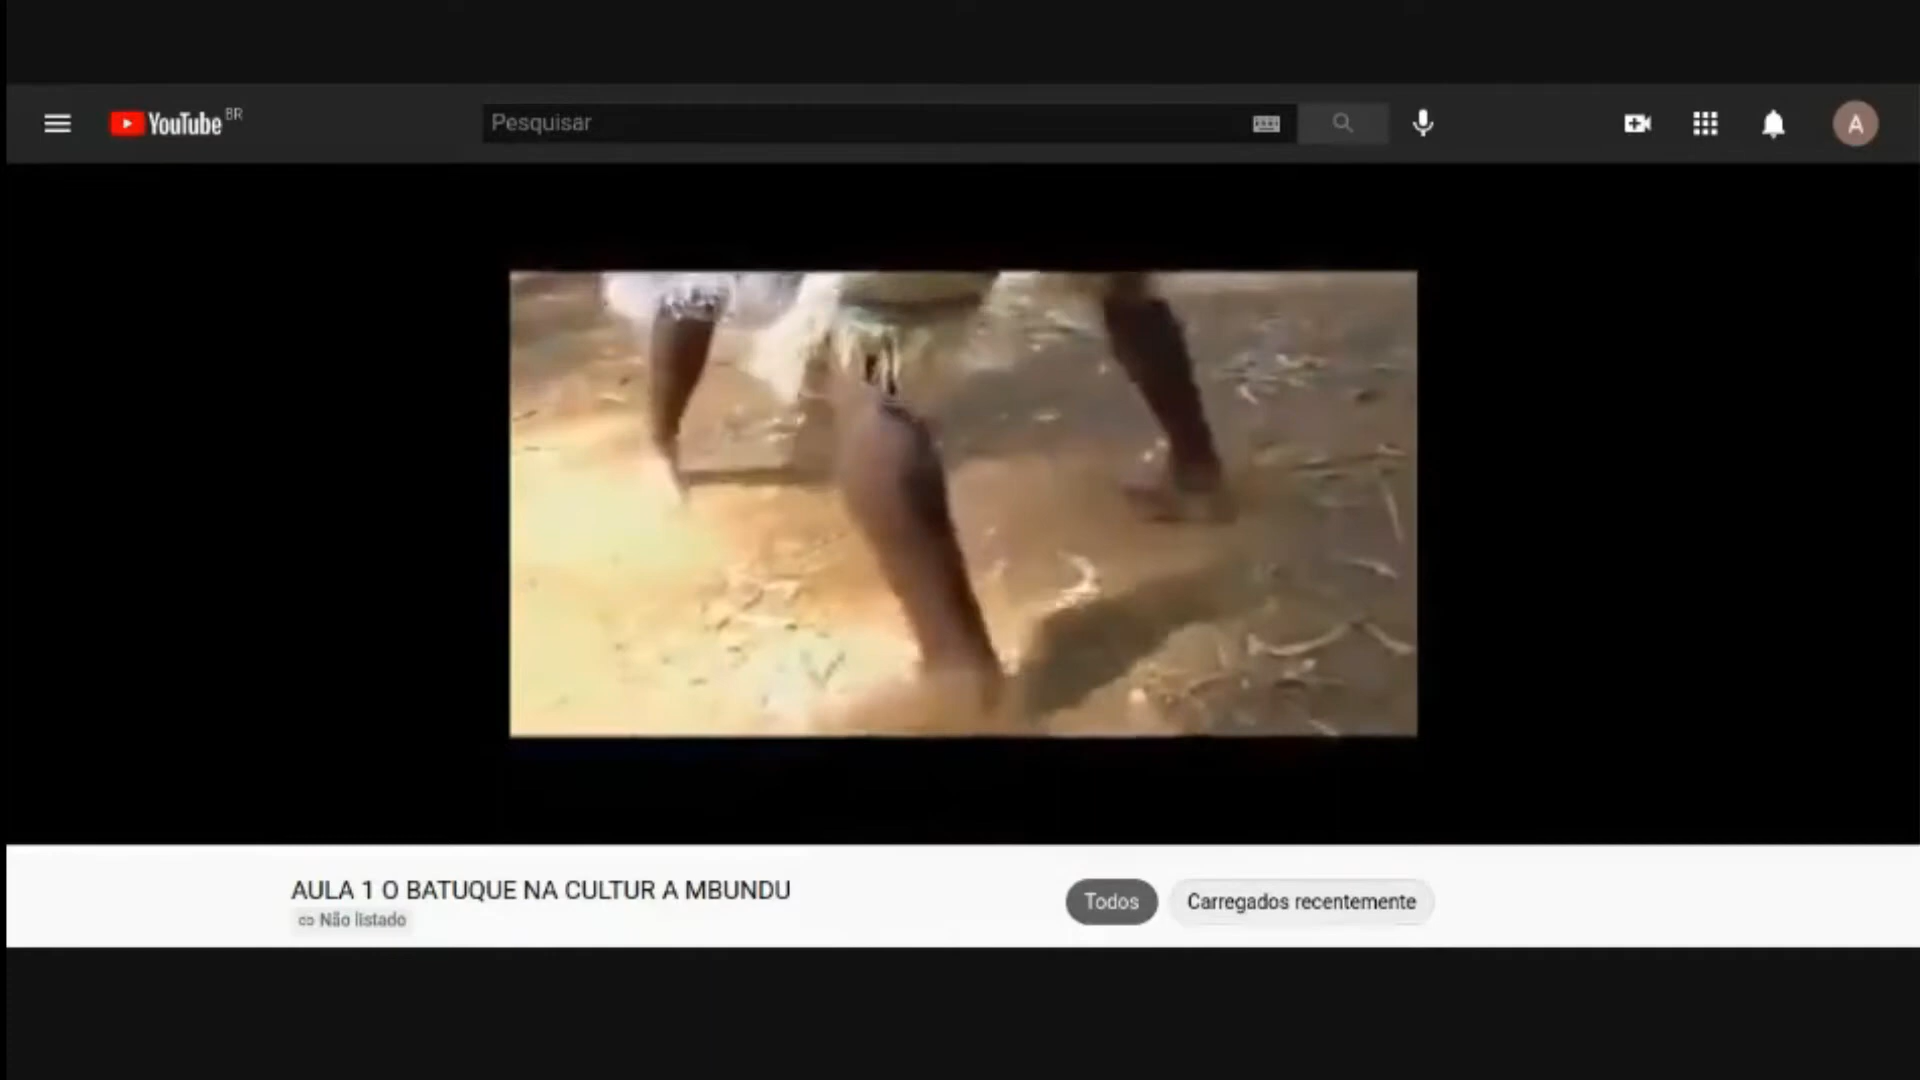 YouTube BR
Pesquisar
A
AULA 1 O BATUQUE NA CULTUR A MBUNDU
Não listado
Todos
Carregados recentemente